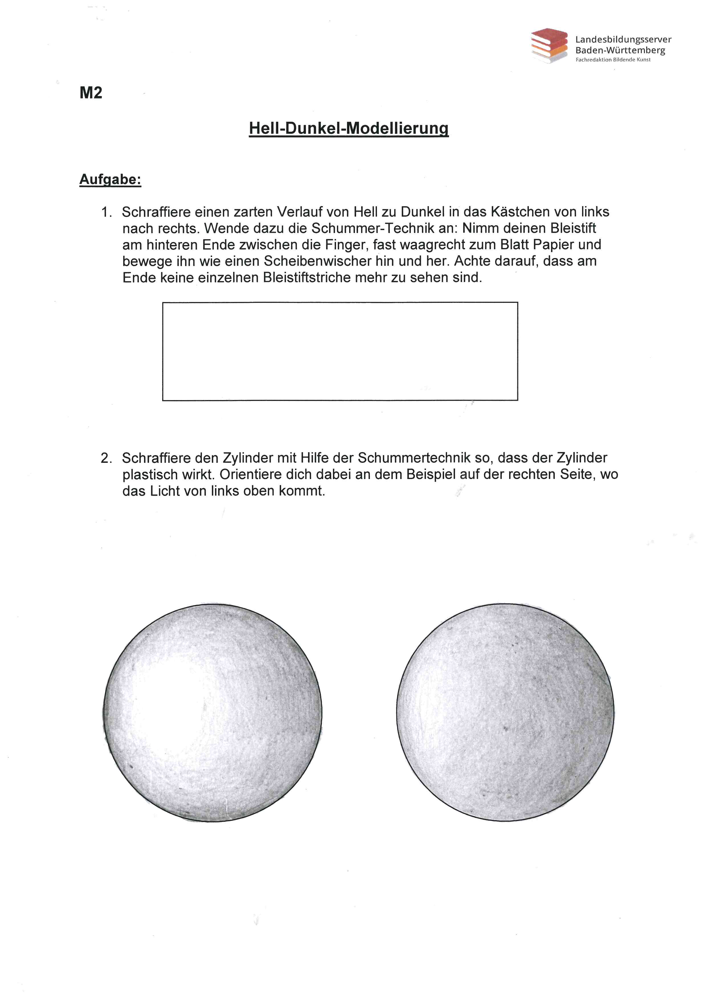 Landesbildungsserver
Baden-Württemberg
Fachredaktion Bildende Kunst
M2
Hell-Dunkel-Modellierung
Aufgabe:
1. Schraffiere einen zarten Verlauf von Hell zu Dunkel in das Kästchen von links
nach rechts. Wende dazu die Schummer-Technik an: Nimm deinen Bleistift
am hinteren Ende zwischen die Finger, fast waagrecht zum Blatt Papier und
bewege ihn wie einen Scheibenwischer hin und her. Achte darauf, dass am
Ende keine einzelnen Bleistiftstriche mehr zu sehen sind.
2. Schraffiere den Zylinder mit Hilfe der Schummertechnik so, dass der Zylinder
plastisch wirkt. Orientiere dich dabei an dem Beispiel auf der rechten Seite, wo
das Licht von links oben kommt.